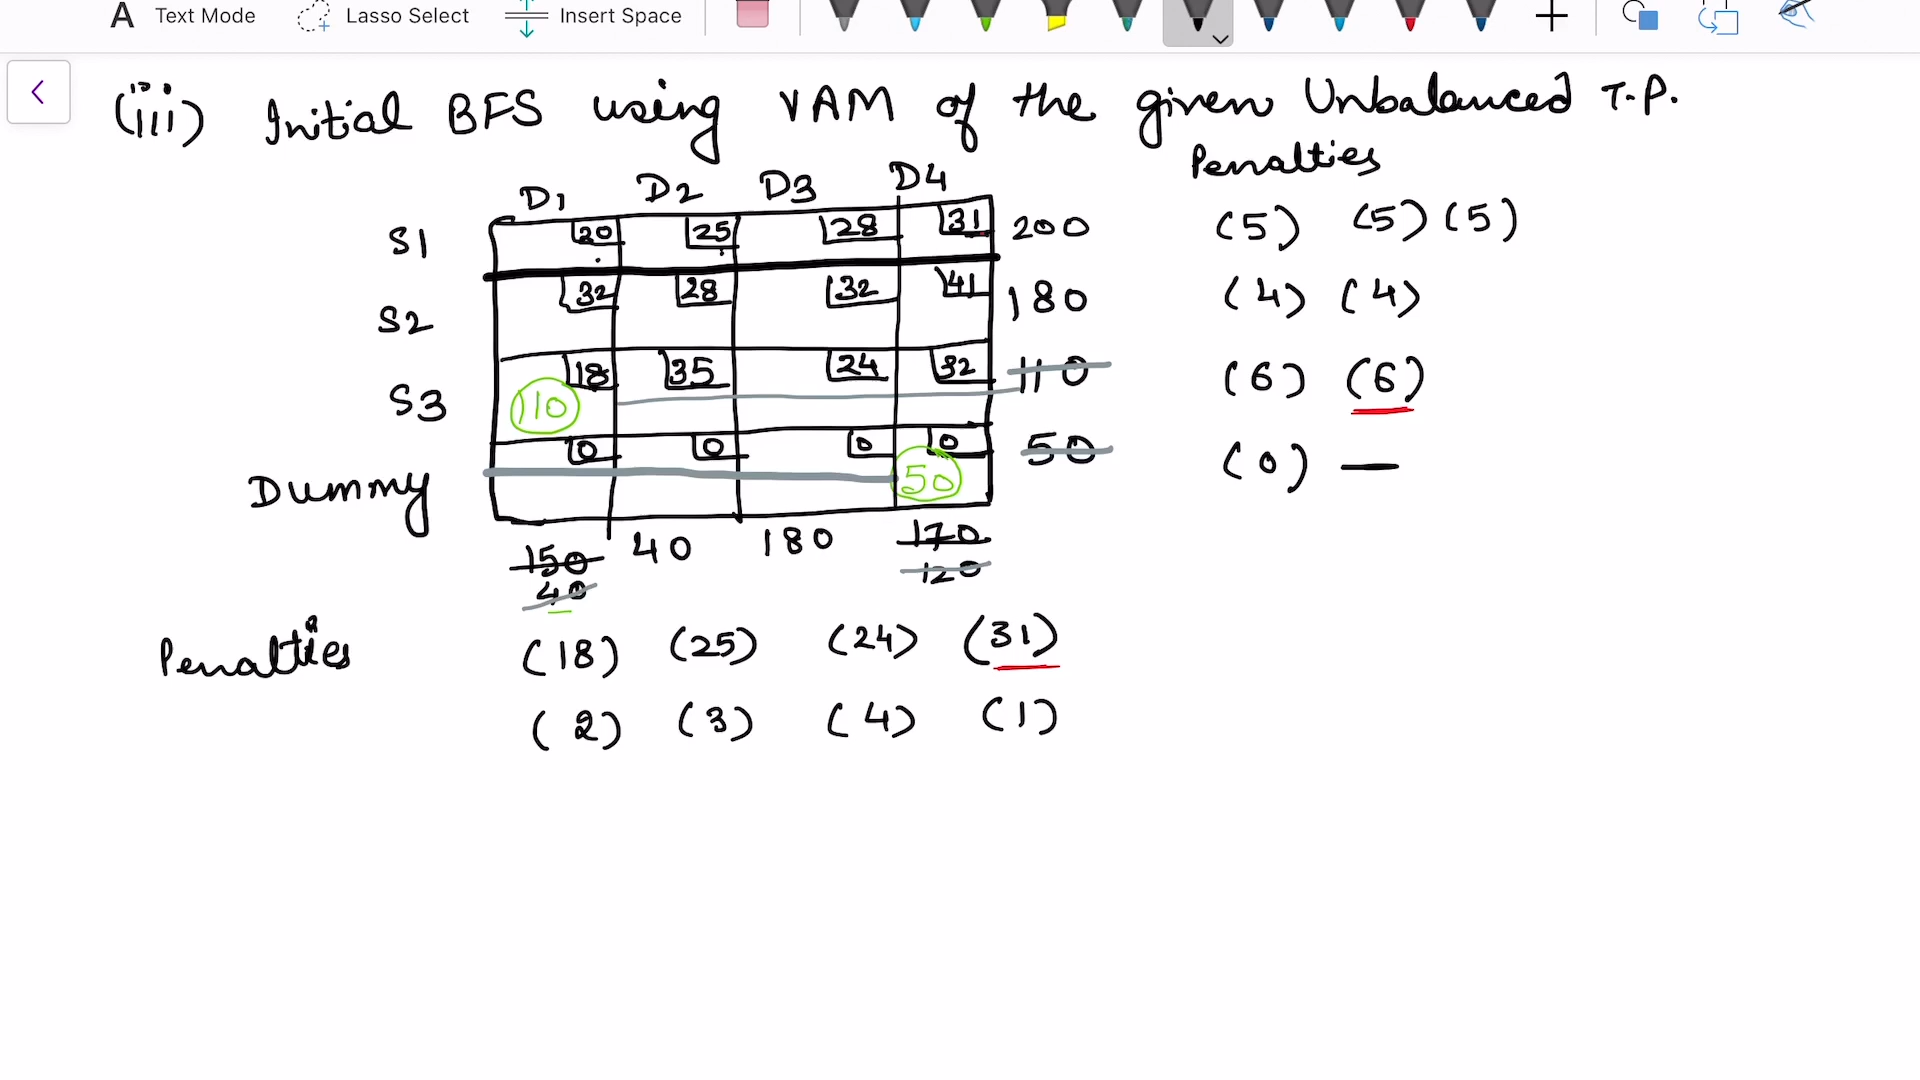 A Text Mode Lasso Select Insert Space
(iii) Initial BFS using VAM of the given Unbalanced T.P.
Penalties
D1 D2 D3 D4
S1 20 25 28 31 200 (5) (5) (5)
S2 32 28 32 41 180 (4) (4)
S3 18 35 24 32 110 (6) (6)
110
Dummy 0 0 0 0 50 (0) —
50
150 40 180 170
40 120
Penalties (18) (25) (24) (31)
(2) (3) (4) (1)